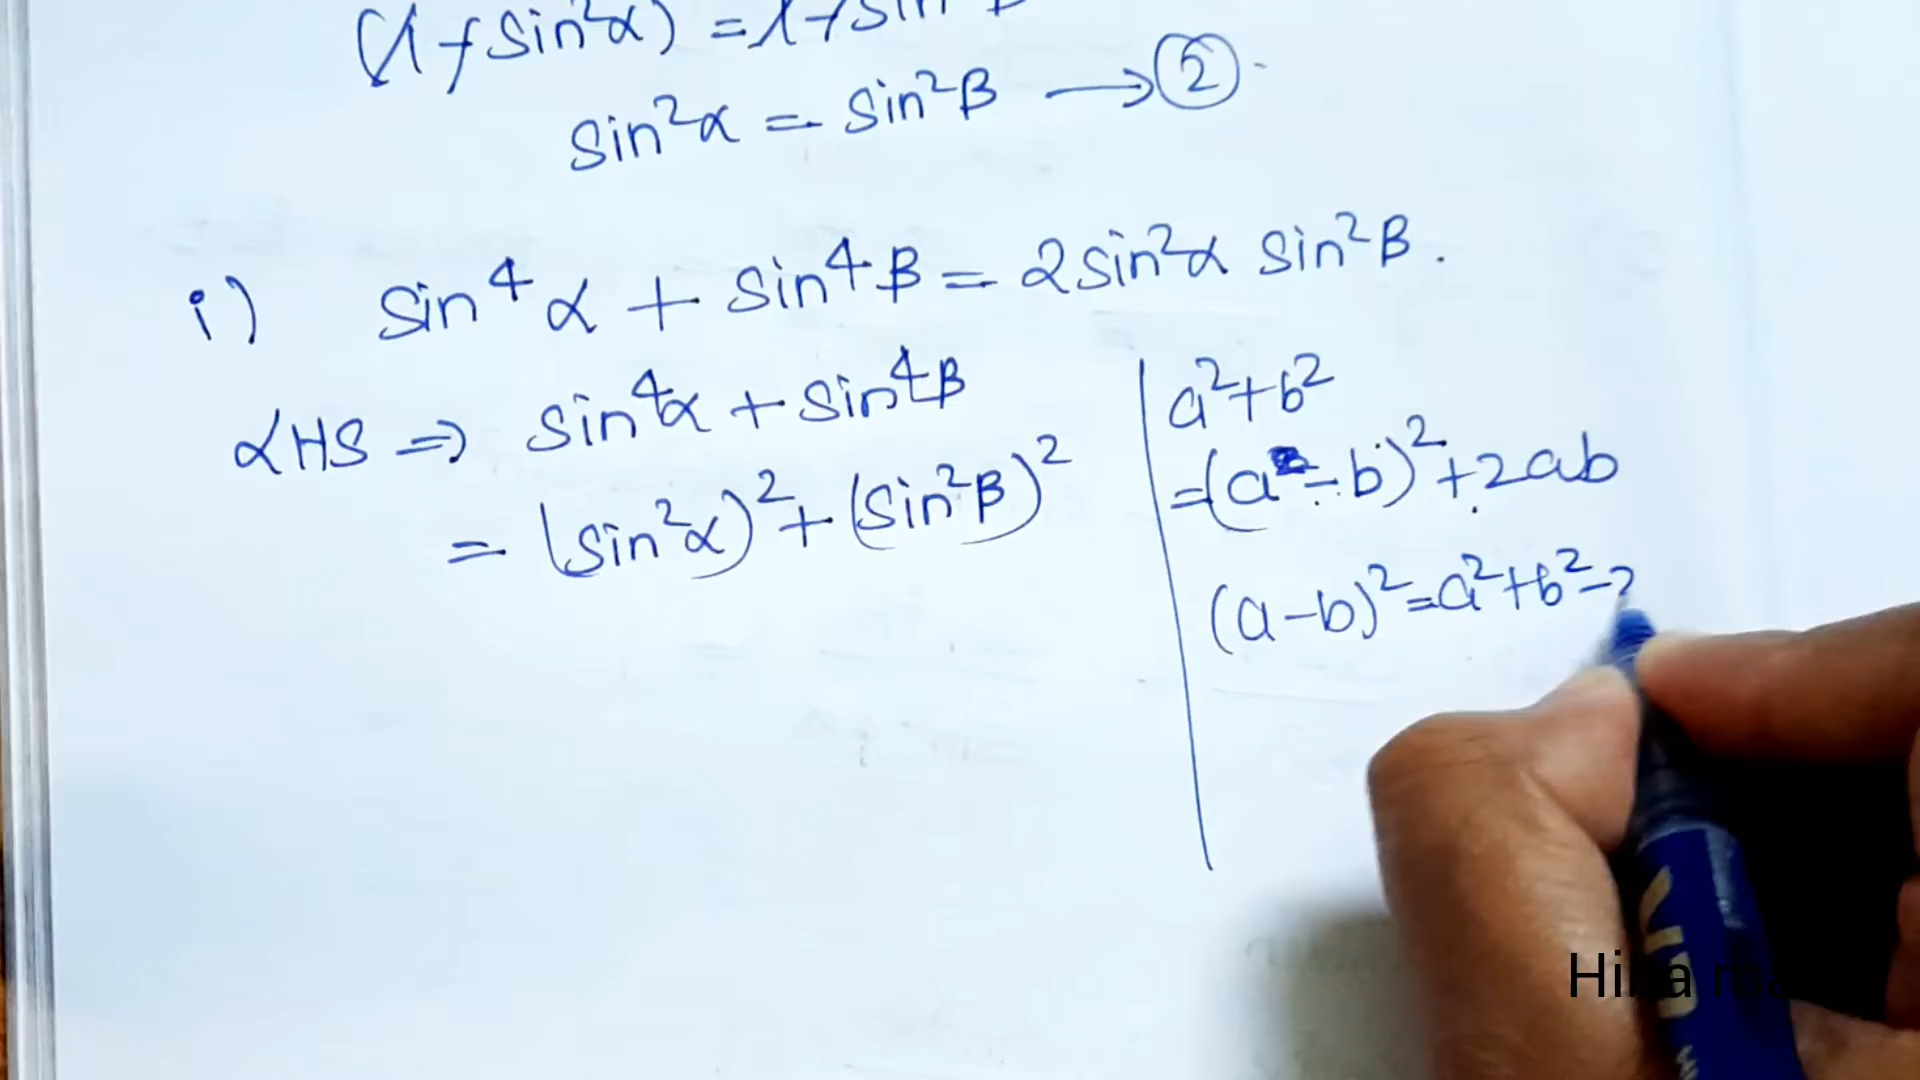 (1-sin²α) = 1-sin²β
sin²α = sin²β → ②
i) sin⁴α + sin⁴β = 2sin²α sin²β.
LHS ⇒ sin⁴α + sin⁴β
= (sin²α)² + (sin²β)²
a²+b²
=(a-b)²+2ab
(a-b)²=a²+b²-2